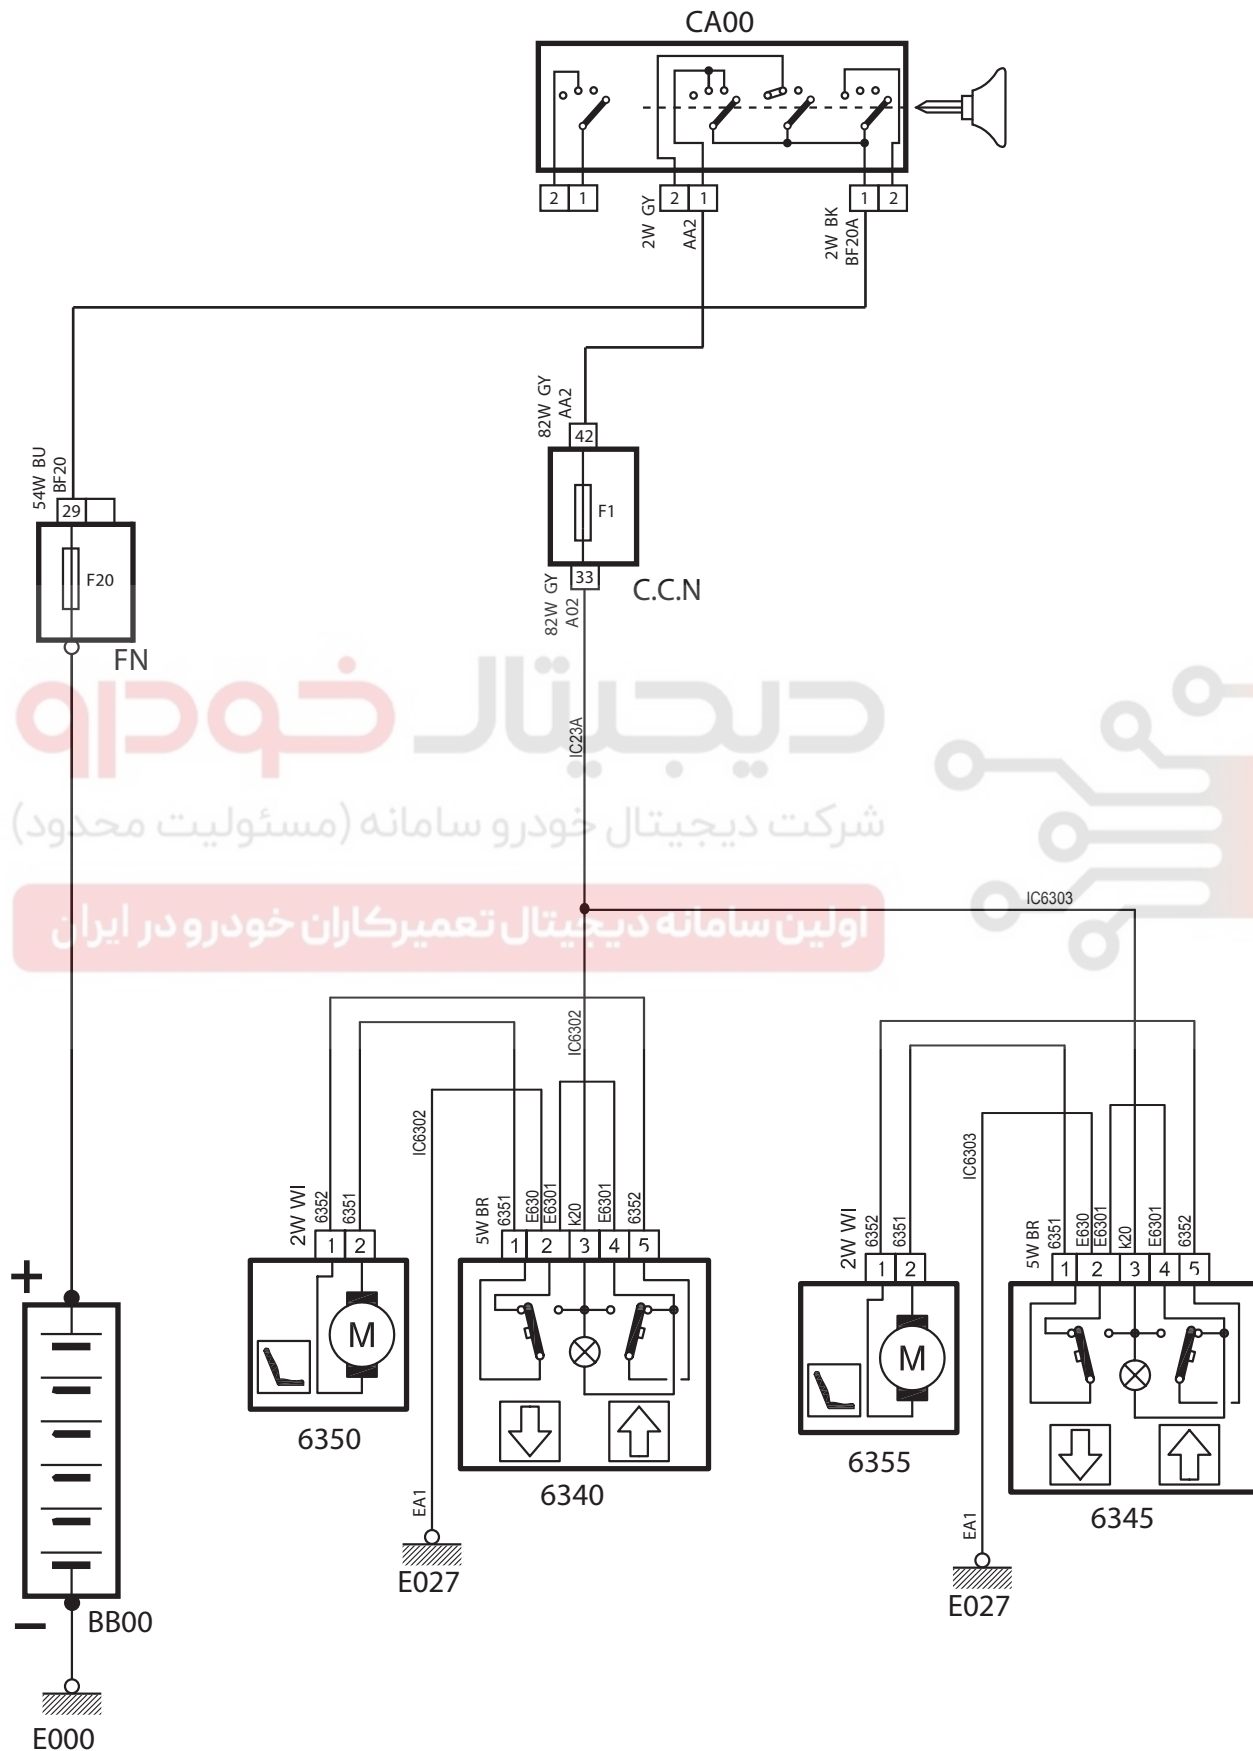 CA00
2 1
2 1
1 2
2W GY
AA2
2W BK
BF20A
82W GY
AA2
42
54W BU
BF20
29
F1
F20
33
C.C.N
82W GY
A02
FN
دیجیتال خودرو
IC23A
شرکت دیجیتال خودرو سامانه (مسئولیت محدود)
IC6303
اولین سامانه دیجیتال تعمیرکاران خودرو در ایران
IC6302
IC6302
IC6303
2W WI
6352
6351
5W BR
6351
E630
E6301
k20
E6301
6352
2W WI
6352
6351
5W BR
6351
E630
E6301
k20
E6301
6352
1 2
1 2 3 4 5
1 2
1 2 3 4 5
+
M
M
6350
6340
6355
6345
EA1
EA1
E027
E027
−
BB00
E000